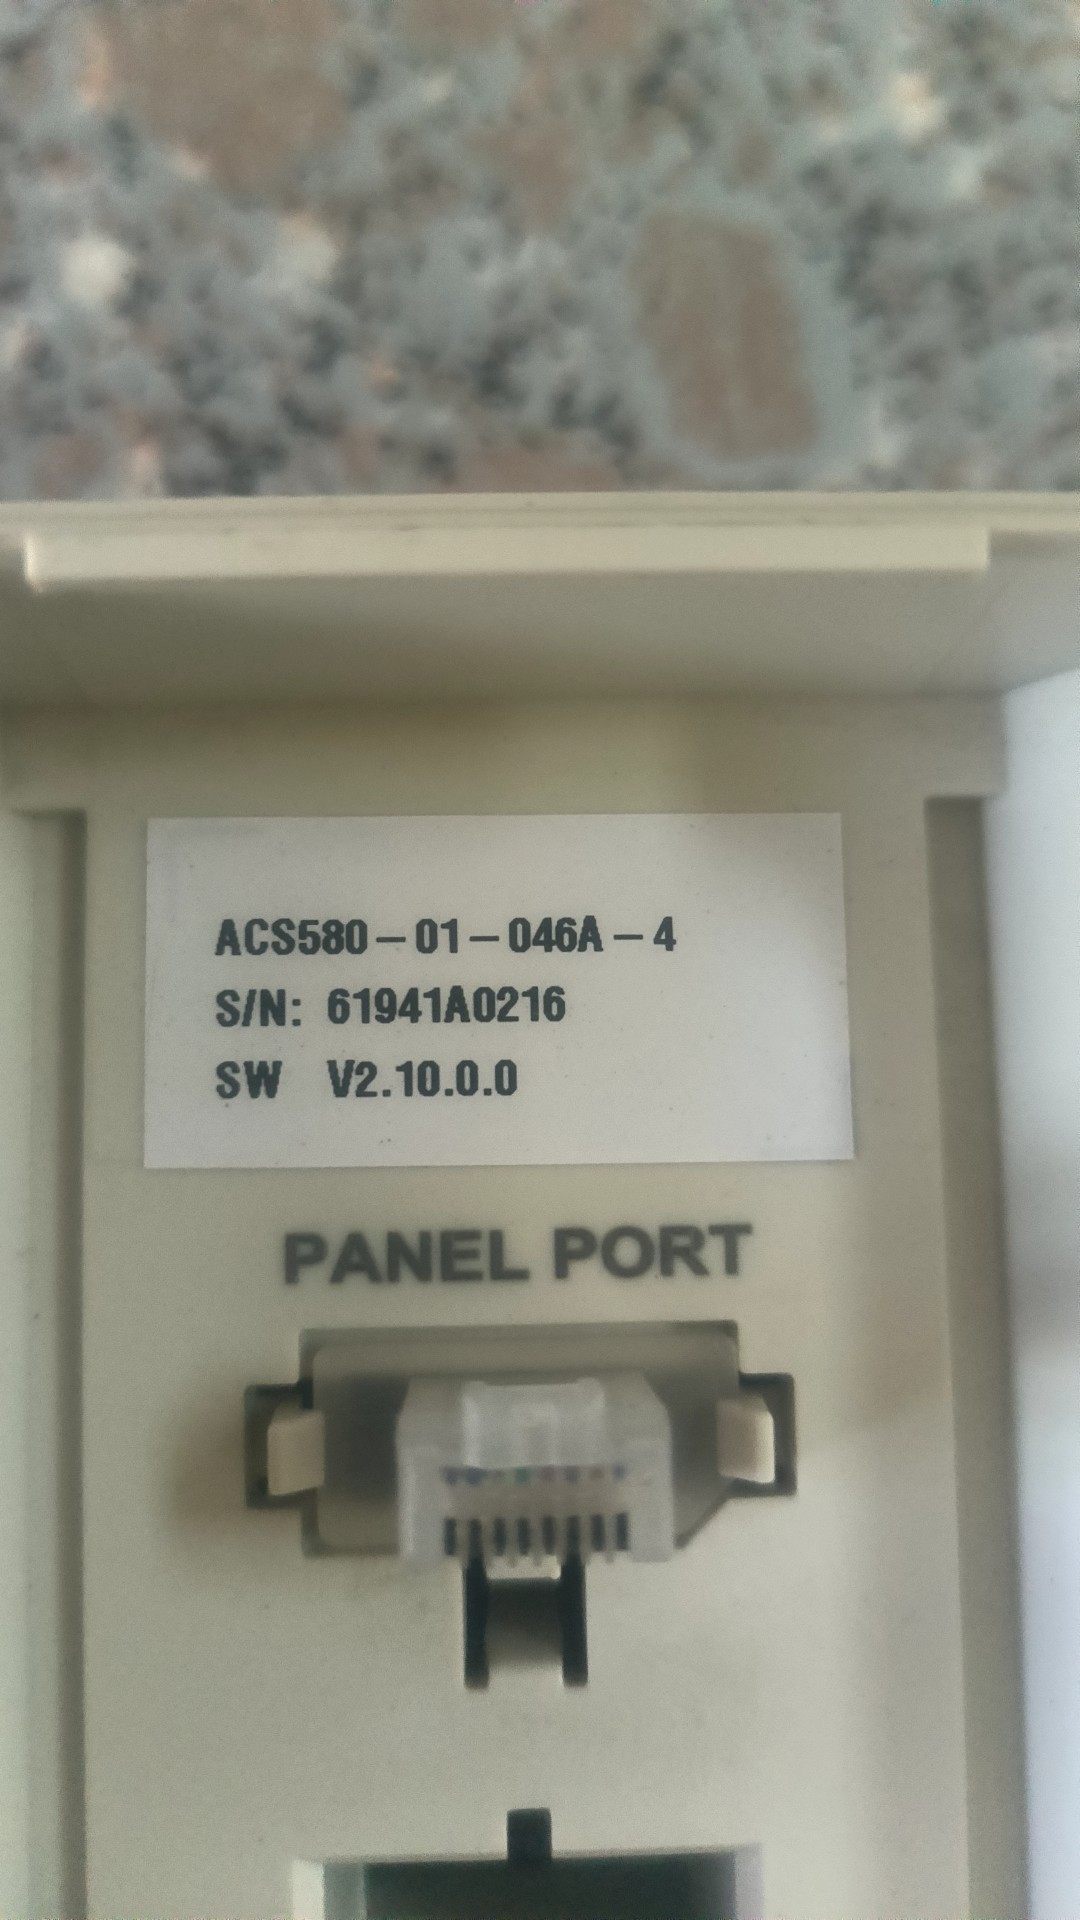 ACS580-01-046A-4
S/N: 61941A0216
SW V2.10.0.0
PANEL PORT